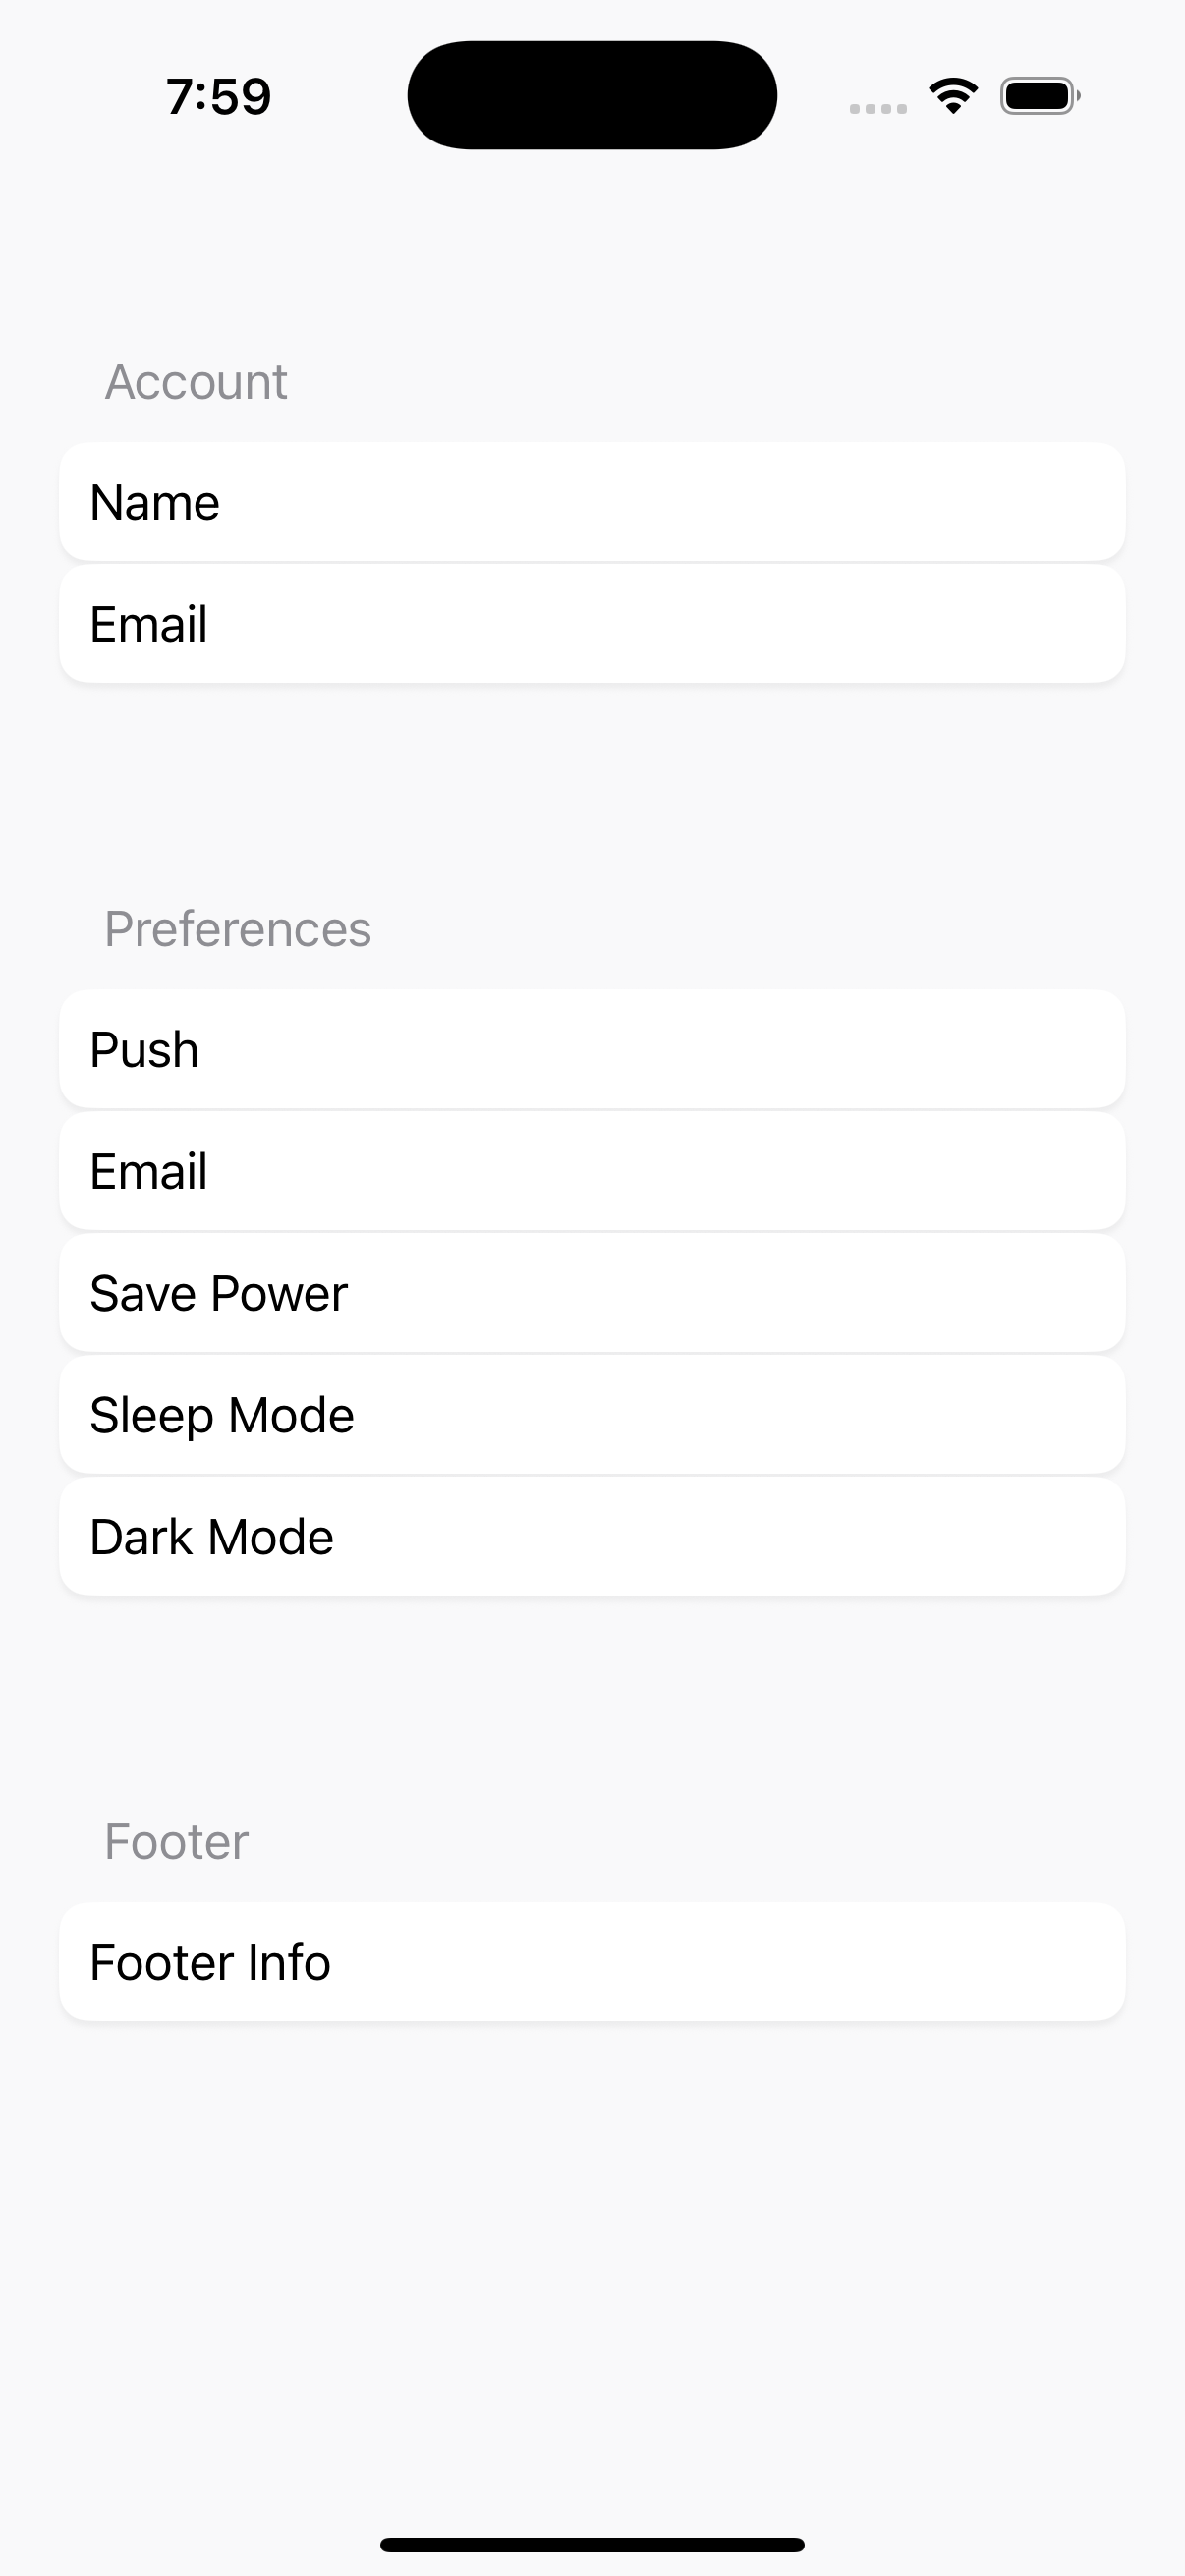 7:59
Account
Name
Email
Preferences
Push
Email
Save Power
Sleep Mode
Dark Mode
Footer
Footer Info